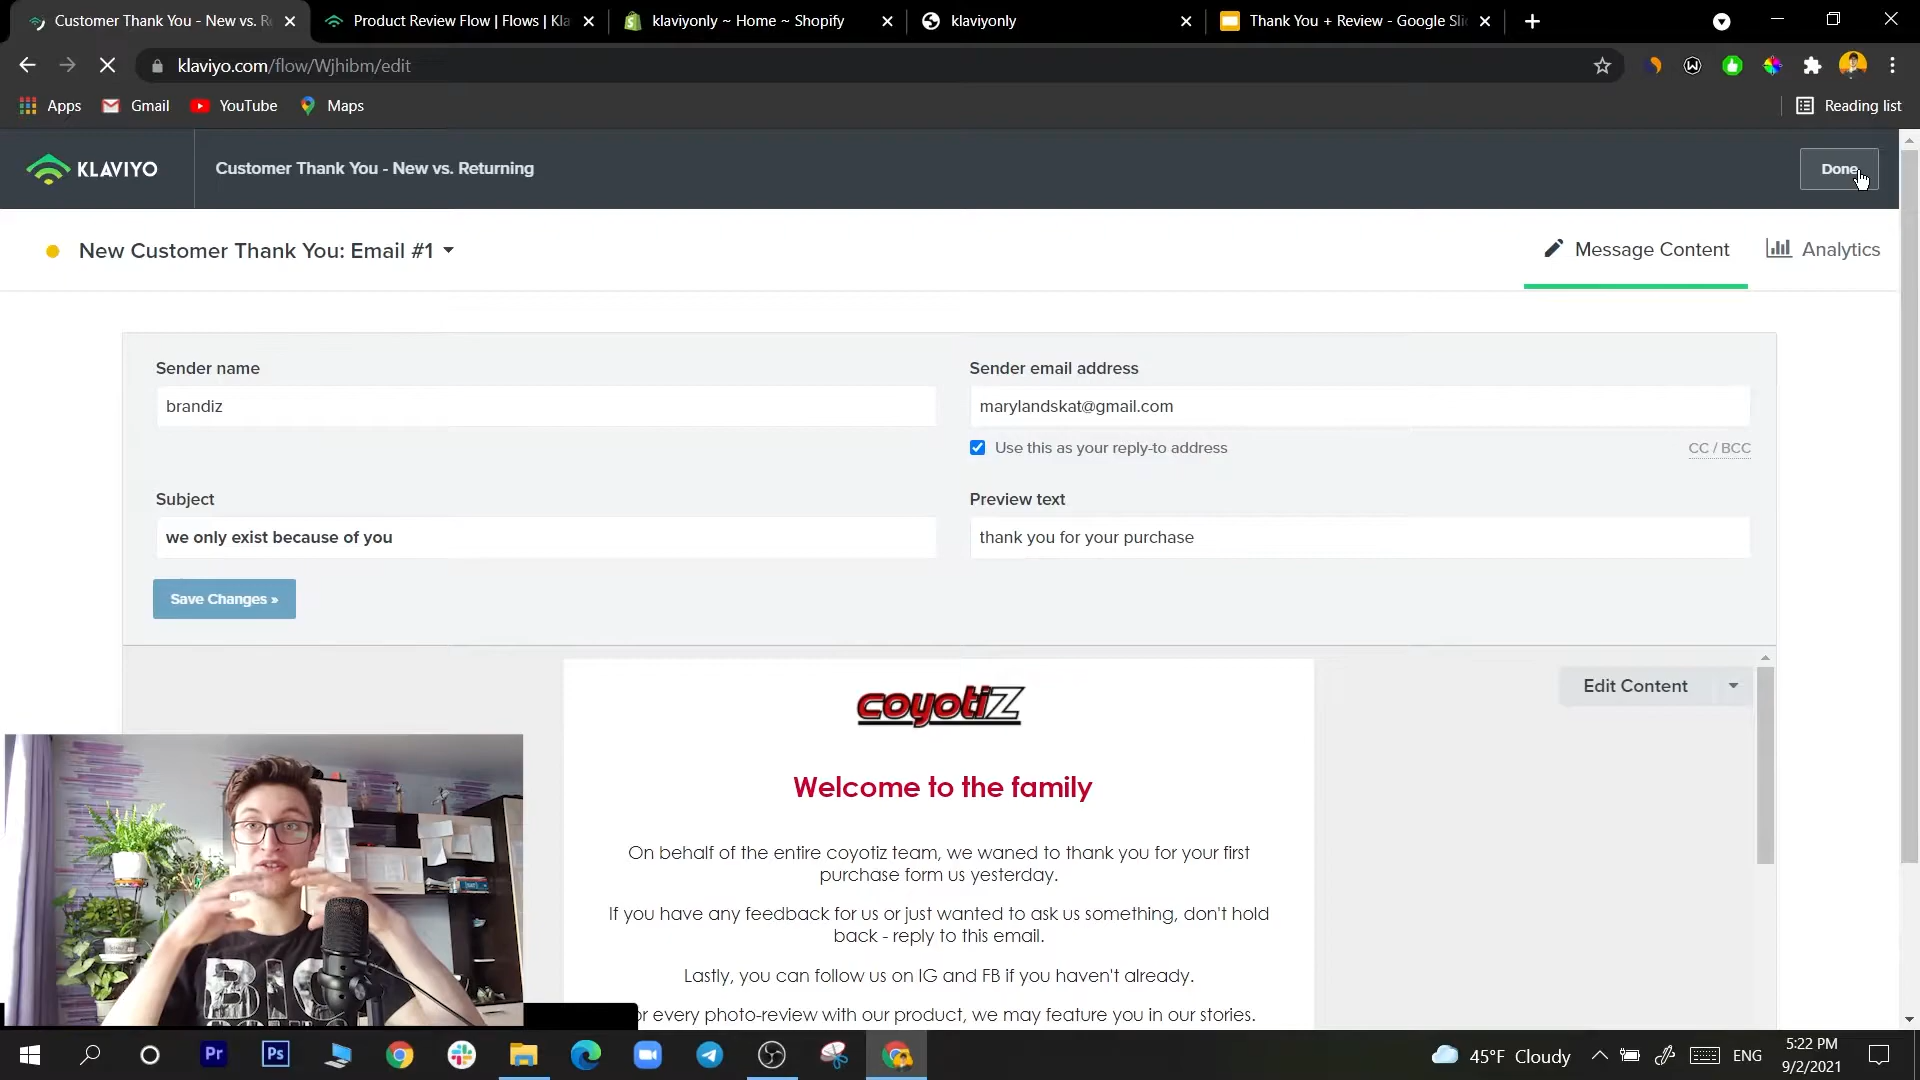 Customer Thank You - New vs. Re
Product Review Flow | Flows | Kla
klaviyonly ~ Home ~ Shopify
klaviyonly
Thank You + Review - Google Slid
klaviyo.com/flow/Wjhibm/edit
Apps
Gmail
YouTube
Maps
Reading list
KLAVIYO
Customer Thank You - New vs. Returning
Done
New Customer Thank You: Email #1
Message Content
Analytics
Sender name
Sender email address
brandiz
marylandskat@gmail.com
Use this as your reply-to address
CC / BCC
Subject
Preview text
we only exist because of you
thank you for your purchase
Save Changes »
Edit Content
coyotiZ
Welcome to the family
On behalf of the entire coyotiz team, we waned to thank you for your first
purchase form us yesterday.
If you have any feedback for us or just wanted to ask us something, don't hold
back - reply to this email.
Lastly, you can follow us on IG and FB if you haven't already.
or every photo-review with our product, we may feature you in our stories.
BIG
Pr
Ps
45°F Cloudy
ENG
5:22 PM
9/2/2021